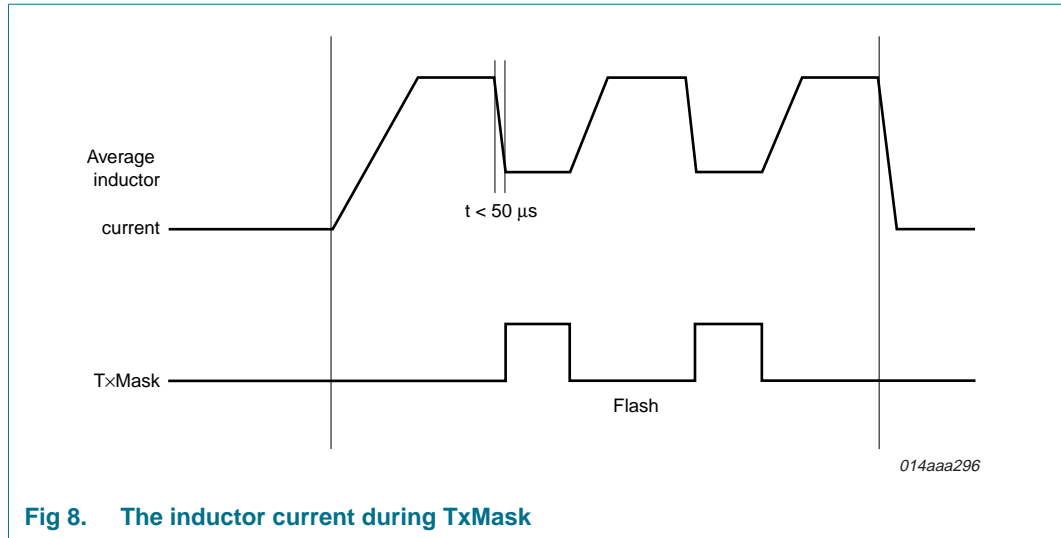 Average
inductor
current
t < 50 μs
T×Mask
Flash
014aaa296
Fig 8. The inductor current during TxMask